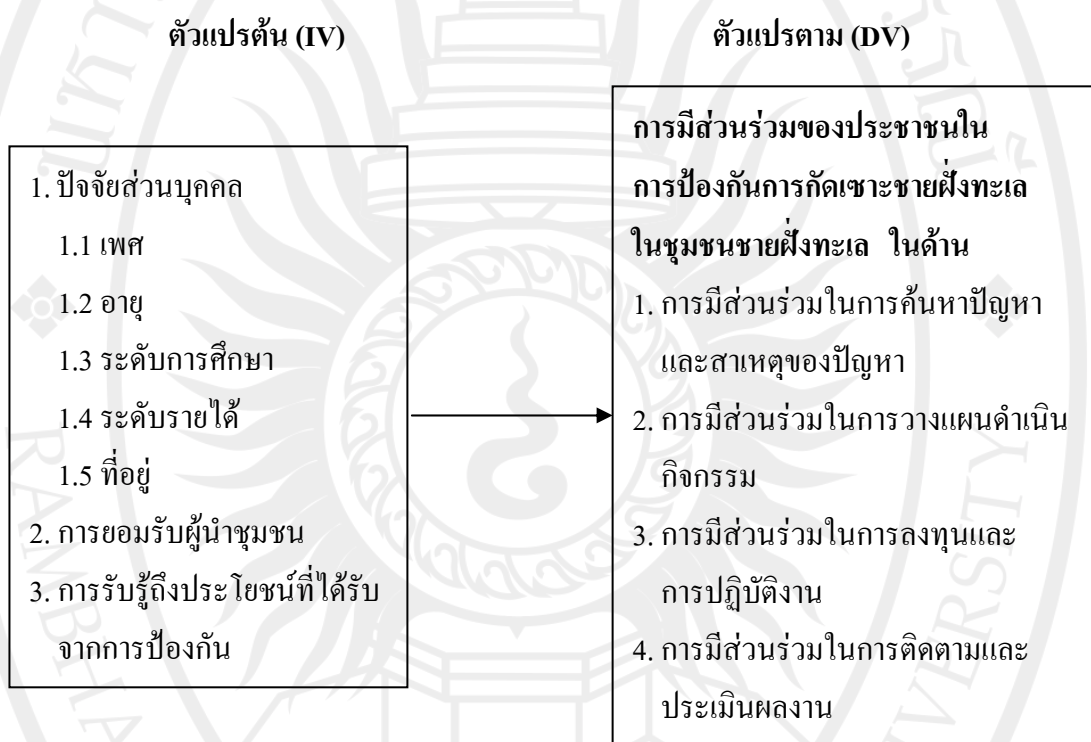 ตัวแปรต้น (IV)
1. ปัจจัยส่วนบุคคล
1.1 เพศ
1.2 อายุ
1.3 ระดับการศึกษา
1.4 ระดับรายได้
1.5 ที่อยู่
2. การยอมรับผู้นำชุมชน
3. การรับรู้ถึงประโยชน์ที่ได้รับ
จากการป้องกัน
ตัวแปรตาม (DV)
การมีส่วนร่วมของประชาชนใน
การป้องกันการกัดเซาะชายฝั่งทะเล
ในชุมชนชายฝั่งทะเล ในด้าน
1. การมีส่วนร่วมในการค้นหาปัญหา
และสาเหตุของปัญหา
2. การมีส่วนร่วมในการวางแผนดำเนิน
กิจกรรม
3. การมีส่วนร่วมในการลงทุนและ
การปฏิบัติงาน
4. การมีส่วนร่วมในการติดตามและ
ประเมินผลงาน